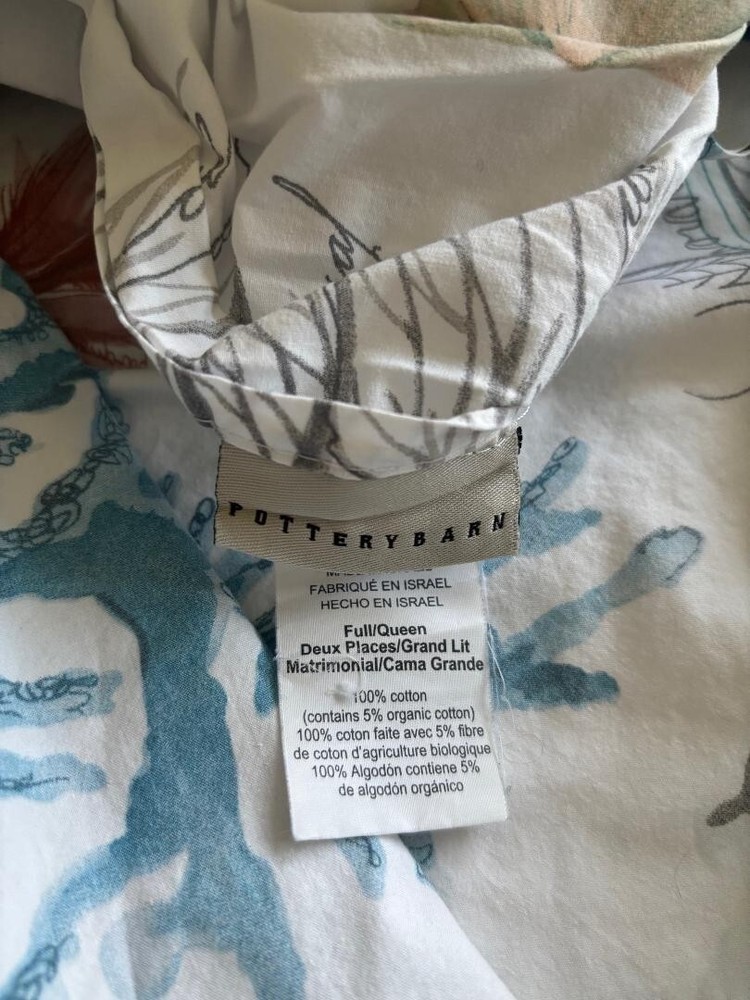 POTTERYBARN
FABRIQUÉ EN ISRAEL
HECHO EN ISRAEL
Full/Queen
Deux Places/Grand Lit
Matrimonial/Cama Grande
100% cotton
(contains 5% organic cotton)
100% coton faite avec 5% fibre
de coton d'agriculture biologique
100% Algodón contiene 5%
de algodón orgánico